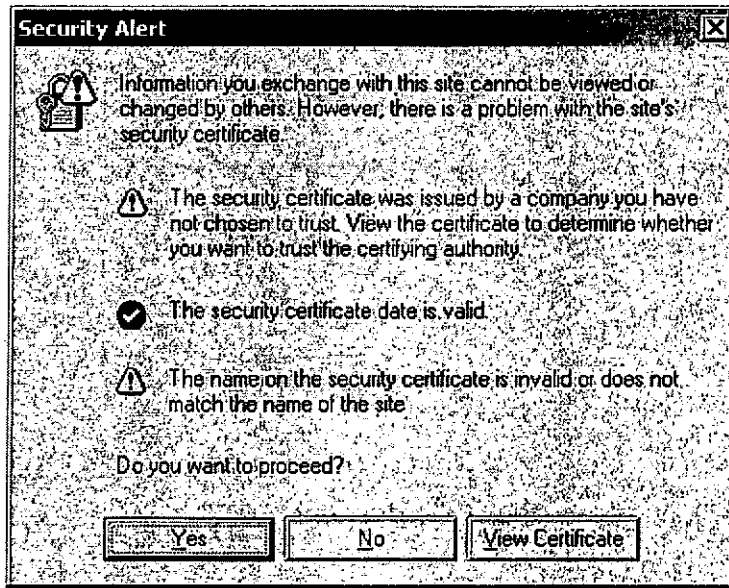 Security Alert
Information you exchange with this site cannot be viewed or
changed by others. However, there is a problem with the site's
security certificate.
The security certificate was issued by a company you have
not chosen to trust. View the certificate to determine whether
you want to trust the certifying authority.
The security certificate date is valid.
The name on the security certificate is invalid or does not
match the name of the site
Do you want to proceed?
Yes
No
View Certificate